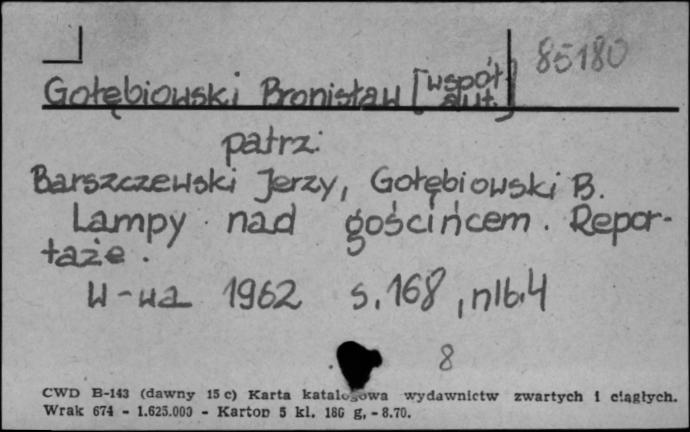 85180
Gołębiowski Bronisław [współ
aut.]
patrz:
Barszczewski Jerzy, Gołębiowski B.
Lampy nad gościńcem. Repor-
taże.
W-wa 1962 s. 168, nlb. 4
8
CWD B-143 (dawny 15 c) Karta katalogowa wydawnictw zwartych i ciągłych.
Wrak 674 - 1.625.000 - Karton 5 kl. 180 g, - 8.70.